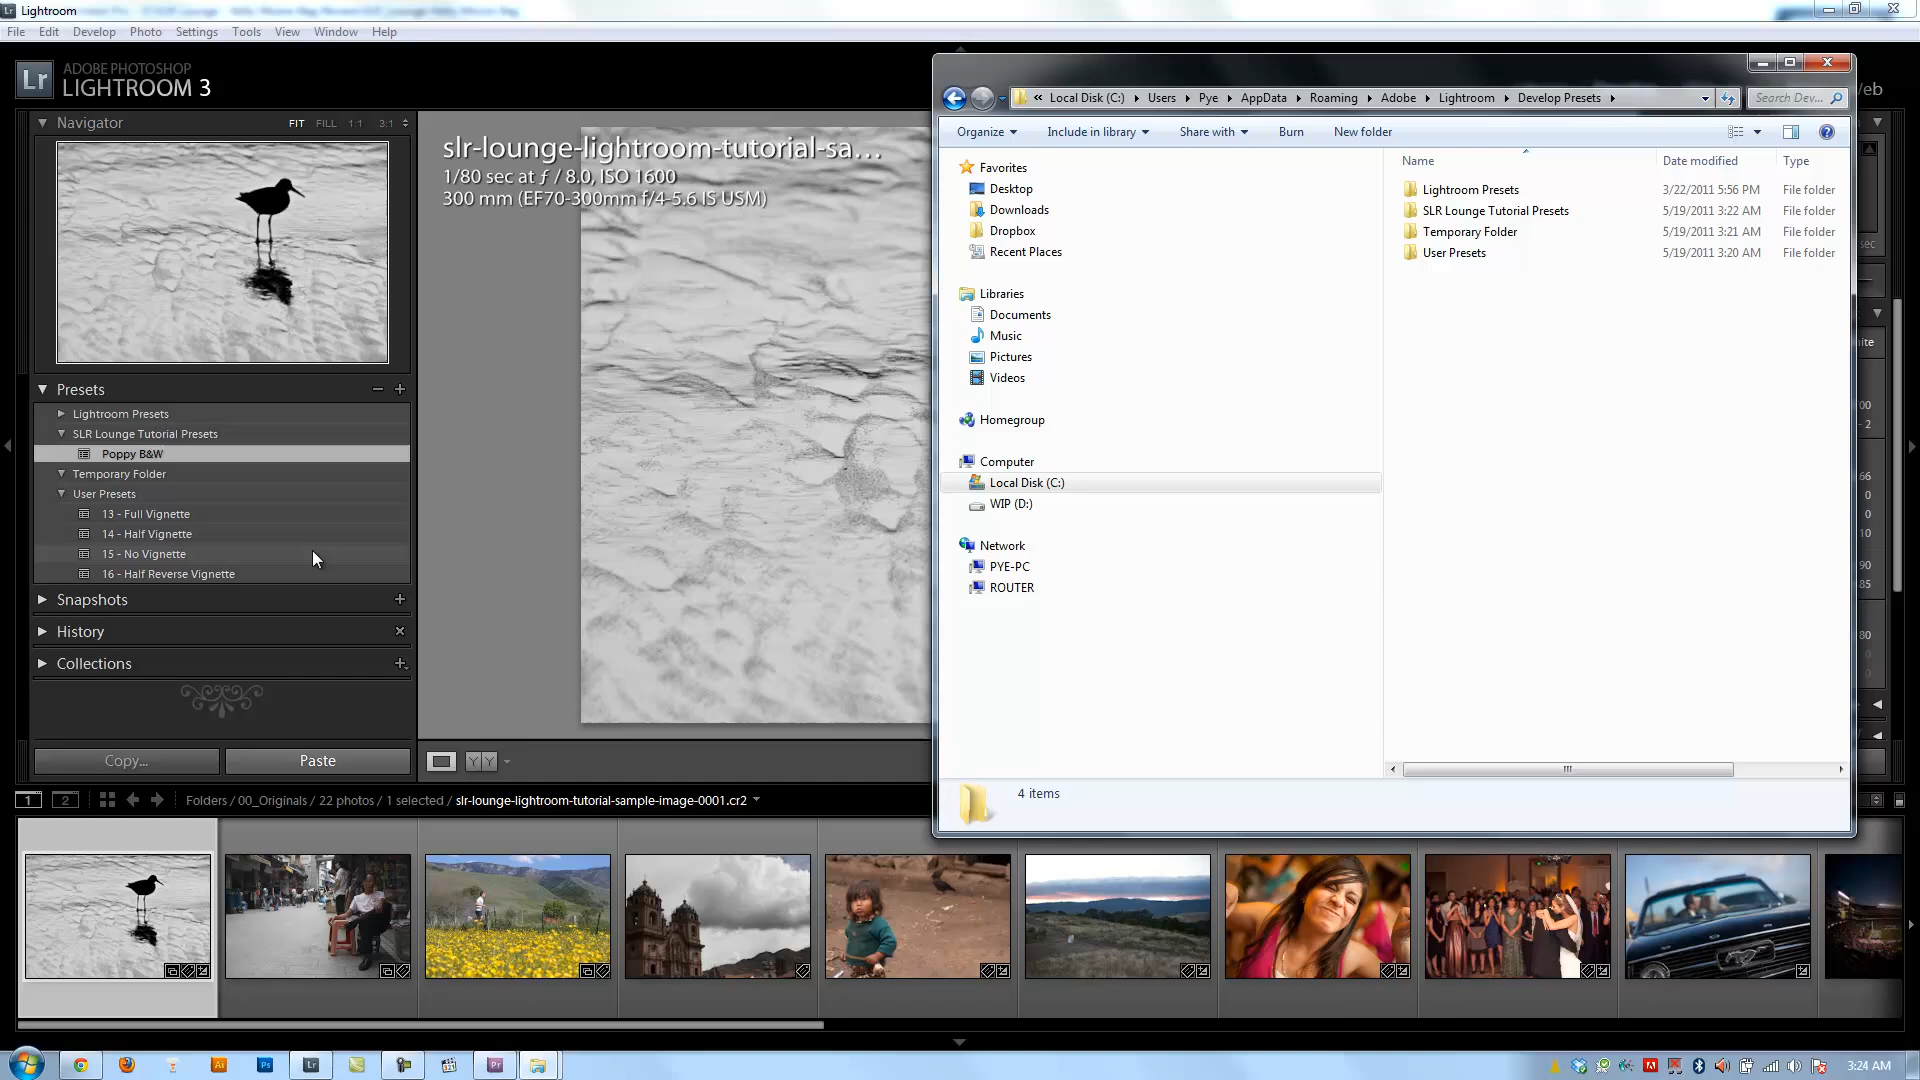 Lightroom
File Edit Develop Photo Settings Tools View Window Help
Lr
ADOBE PHOTOSHOP
LIGHTROOM 3
Navigator FIT FILL 1:1 3:1
Presets
Lightroom Presets
SLR Lounge Tutorial Presets
Poppy B&W
Temporary Folder
User Presets
13 - Full Vignette
14 - Half Vignette
15 - No Vignette
16 - Half Reverse Vignette
Snapshots
History
Collections
Copy... Paste
slr-lounge-lightroom-tutorial-sa...
1/80 sec at ƒ / 8.0, ISO 1600
300 mm (EF70-300mm f/4-5.6 IS USM)
« Local Disk (C:) Users Pye AppData Roaming Adobe Lightroom Develop Presets
Search Dev...
Organize Include in library Share with Burn New folder
Favorites
Desktop
Downloads
Dropbox
Recent Places
Libraries
Documents
Music
Pictures
Videos
Homegroup
Computer
Local Disk (C:)
WIP (D:)
Network
PYE-PC
ROUTER
Name Date modified Type
Lightroom Presets 3/22/2011 5:56 PM File folder
SLR Lounge Tutorial Presets 5/19/2011 3:22 AM File folder
Temporary Folder 5/19/2011 3:21 AM File folder
User Presets 5/19/2011 3:20 AM File folder
4 items
1 2 Folders / 00_Originals / 22 photos / 1 selected / slr-lounge-lightroom-tutorial-sample-image-0001.cr2
3:24 AM